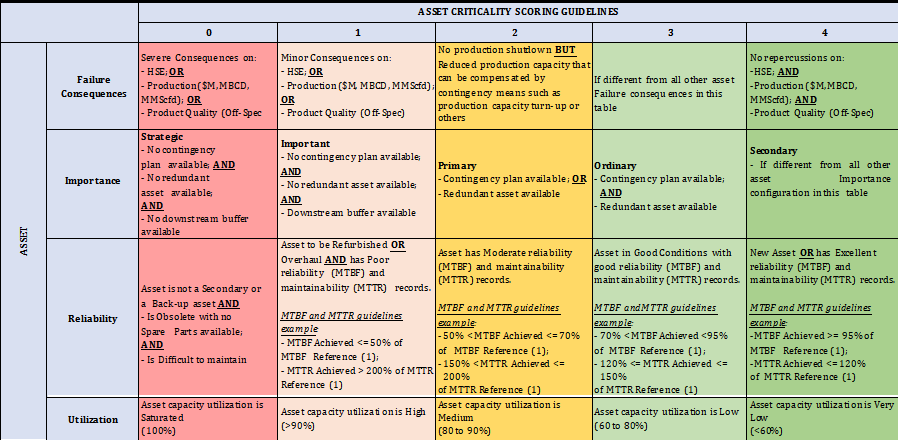 ASSET CRITICALITY SCORING GUIDELINES
0
1
2
3
4
ASSET
Failure
Consequences
Severe Consequences on:
- HSE; OR
- Production($M,MBCD,
MMScfd); OR
- Product Quality (Off-Spec
Minor Consequences on:
- HSE; OR
- Production ($M, MBCD, MMScfd);
OR
- Product Quality (Off-Spec)
No production shutdown BUT
Reduced production capacity that
can be compensated by
contingency means such as
production capacity turn-up or
others
If different from all other asset
Failure consequences in this
table
No repercussions on:
-HSE; AND
- Production ($M,MBCD,
MMScfd); AND
-Product Quality (Off-Spec)
Importance
Strategic
- No contingency
plan available; AND
- No redundant
asset available;
AND
- No downstream buffer
available
Important
- No contingency plan available;
AND
- No redundant asset available;
AND
- Downstream buffer available
Primary
- Contingency plan available; OR
- Redundant asset available
Ordinary
- Contingency plan available;
AND
- Redundant asset available
Secondary
- If different from all other
asset Importance
configuration in this table
Reliability
Asset is not a Secondary or
a Back-up asset AND
- Is Obsolete with no
Spare Parts available;
AND
- Is Difficult to maintain
Asset to be Refurbished OR
Overhaul AND has Poor
reliability (MTBF) and
maintainability (MTTR) records.
MTBF and MTTR guidelines
example
- MTBF Achieved <=50% of
MTBF Reference (1);
- MTTR Achieved > 200% of MTTR
Reference (1)
Asset has Moderate reliability
(MTBF) and maintainability
(MTTR) records.
MTBF and MTTR guidelines
example:
- 50% <MTBF Achieved <=70%
of MTBF Reference (1);
- 150% <MTTR Achieved <=
200%
of MTTR Reference (1)
Asset in Good Conditions with
good reliability (MTBF) and
maintainability (MTTR) records.
MTBF and MTTR guidelines
example:
- 70% <MTBF Achieved <95%
of MTBF Reference (1);
- 120% <= MTTR Achieved <=
150%
of MTTR Reference (1)
New Asset OR has Excellent
reliability (MTBF) and
maintainability (MTTR) records.
MTBF and MTTR guidelines
example:
-MTBF Achieved >= 95% of
MTBF Reference (1);
-MTTR Achieved <=120%
of MTTR Reference (1)
Utilization
Asset capacity utilization is
Saturated
(100%)
Asset capacity utilization is High
(>90%)
Asset capacity utilization is
Medium
(80 to 90%)
Asset capacity utilization is Low
(60 to 80%)
Asset capacity utilization is Very
Low
(<60%)